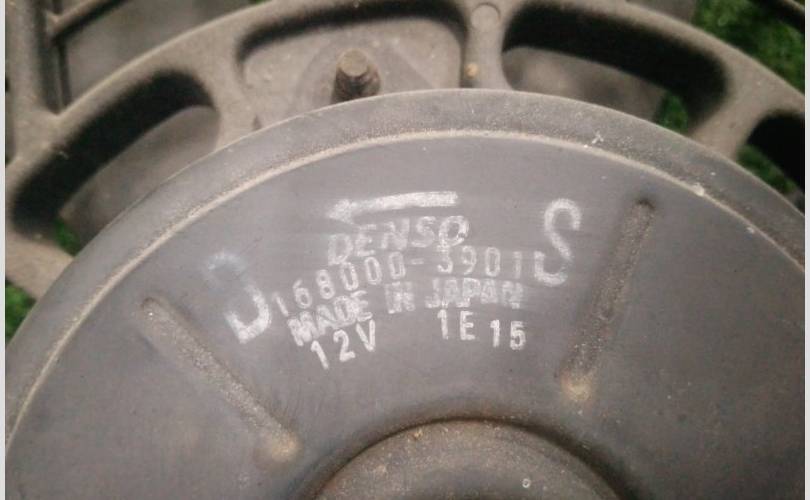 DENSO
D 168000-3901 S
MADE IN JAPAN
12V 1E15